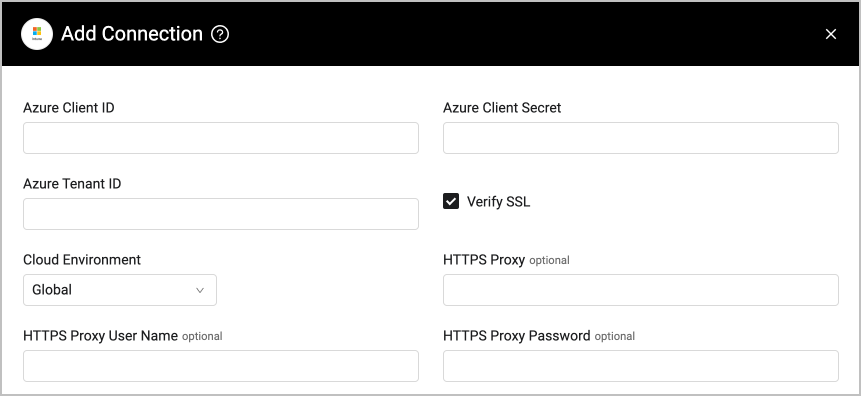 Add Connection
Azure Client ID
Azure Client Secret
Azure Tenant ID
Verify SSL
Cloud Environment
HTTPS Proxy optional
Global
HTTPS Proxy User Name optional
HTTPS Proxy Password optional